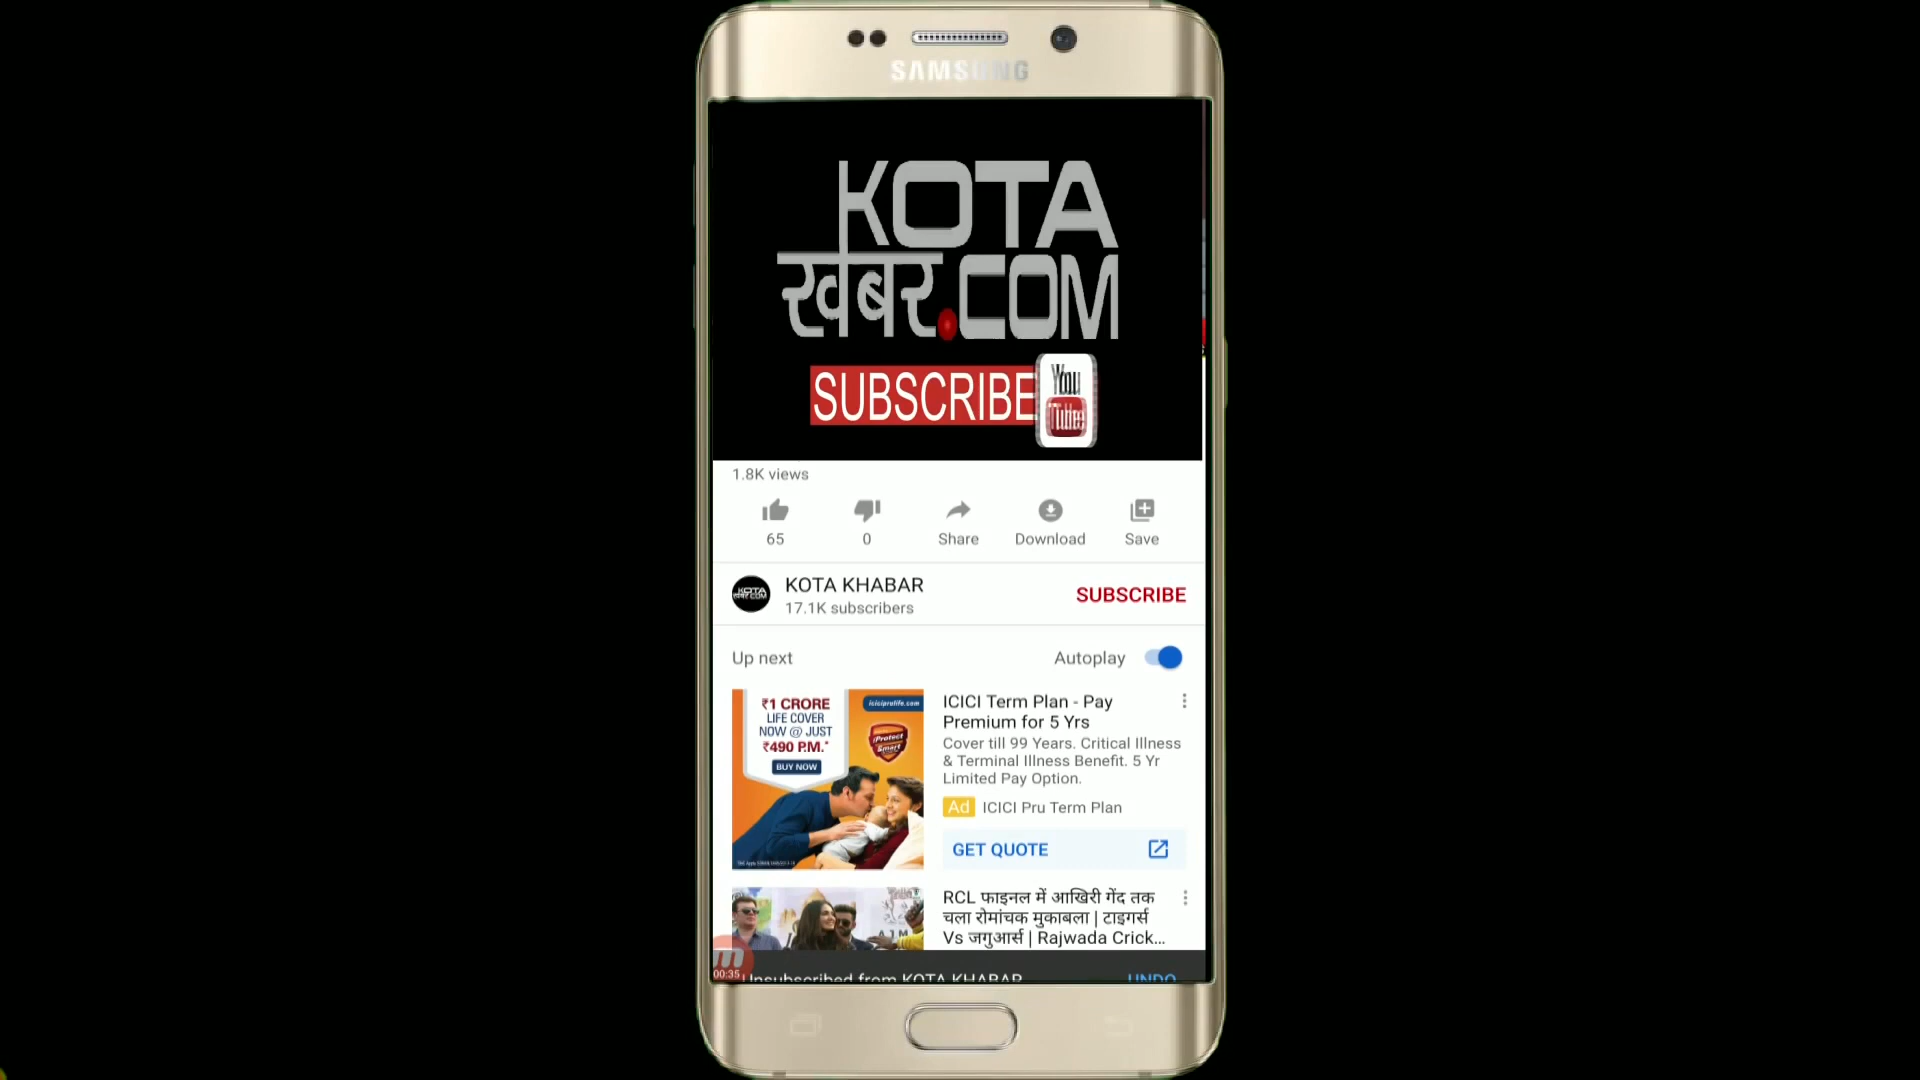 SAMSUNG
KOTA
खबर.COM
SUBSCRIBE
You
Tube
1.8K views
65
0
Share
Download
Save
KOTA KHABAR
17.1K subscribers
SUBSCRIBE
Up next
Autoplay
₹1 CRORE
LIFE COVER
NOW @ JUST
₹490 P.M.*
BUY NOW
iciciprulife.com
iProtect
Smart
ICICI Term Plan - Pay
Premium for 5 Yrs
Cover till 99 Years. Critical Illness
& Terminal Illness Benefit. 5 Yr
Limited Pay Option.
Ad ICICI Pru Term Plan
GET QUOTE
RCL फाइनल में आखिरी गेंद तक
चला रोमांचक मुकाबला | टाइगर्स
Vs जगुआर्स | Rajwada Crick...
00:35
Unsubscribed from KOTA KHABAR
UNDO